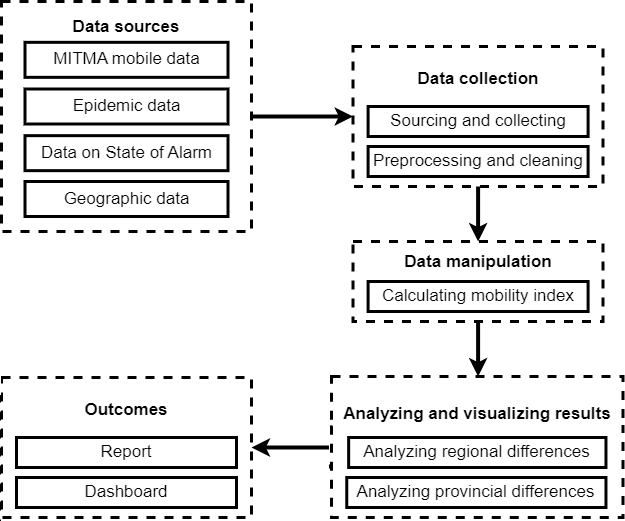 Data sources
MITMA mobile data
Epidemic data
Data on State of Alarm
Geographic data
Data collection
Sourcing and collecting
Preprocessing and cleaning
Data manipulation
Calculating mobility index
Analyzing and visualizing results
Analyzing regional differences
Analyzing provincial differences
Outcomes
Report
Dashboard